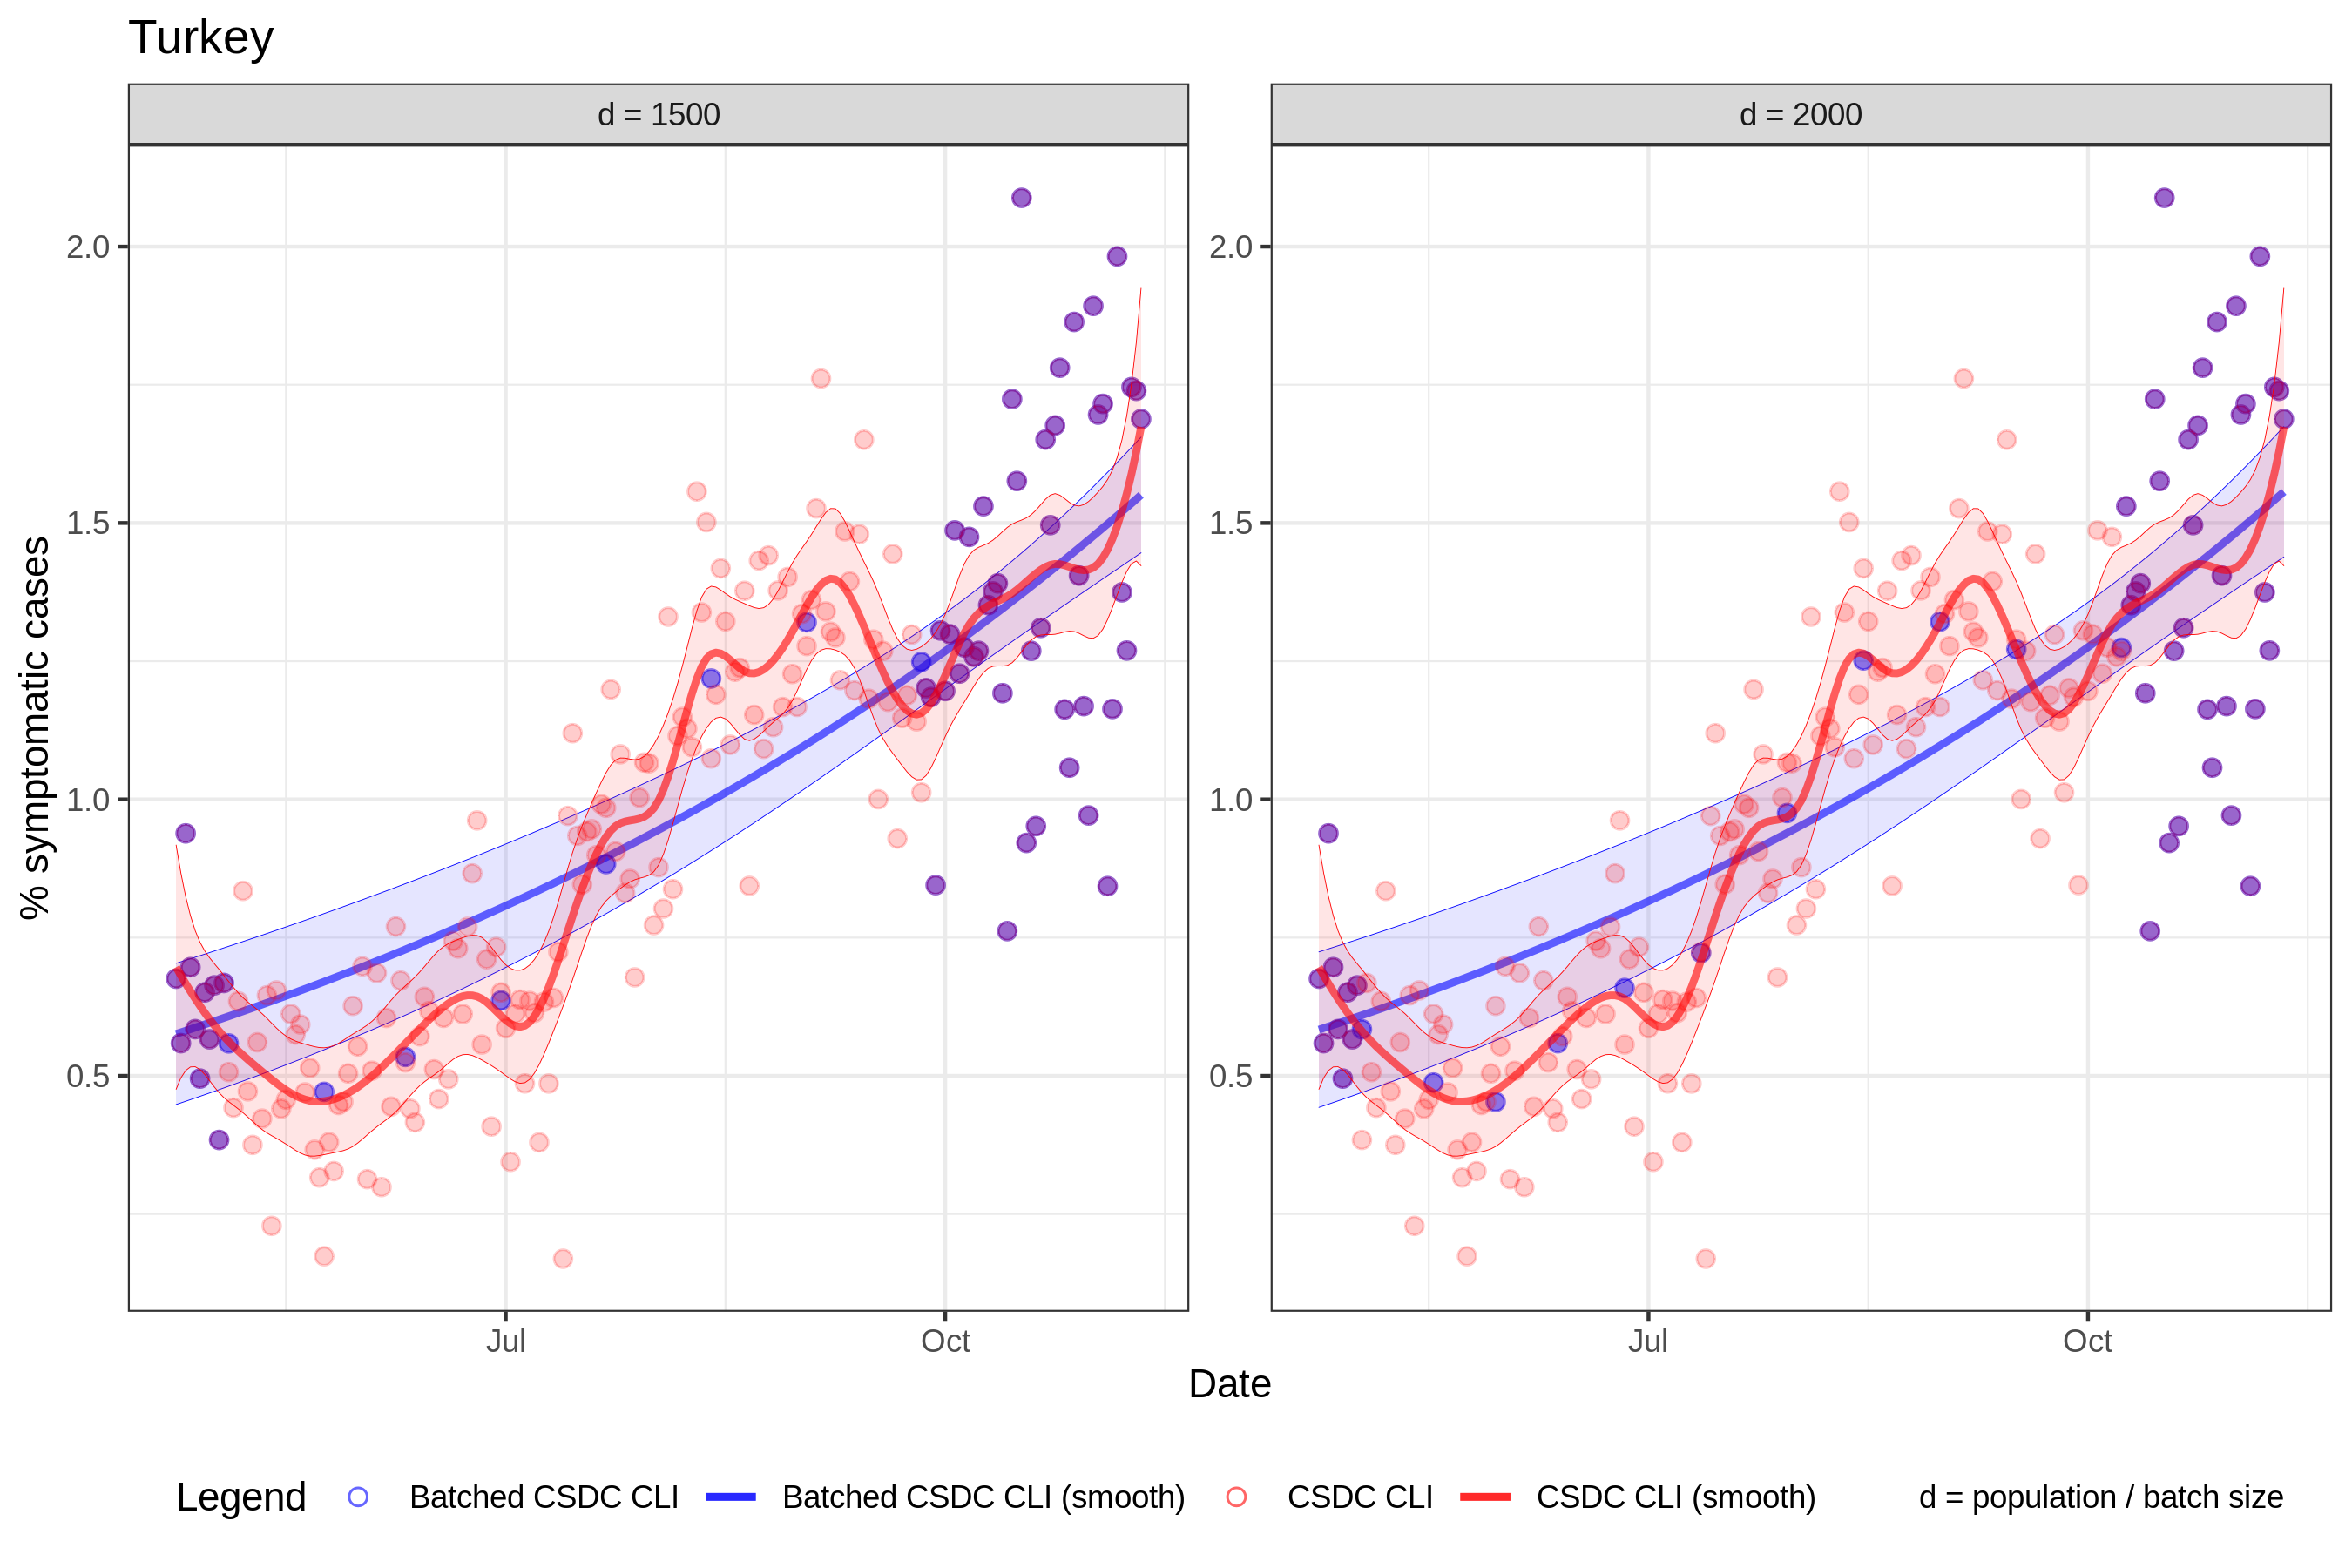 Turkey
d = 1500
d = 2000
% symptomatic cases
2.0
1.5
1.0
0.5
2.0
1.5
1.0
0.5
Jul
Oct
Jul
Oct
Date
Legend
Batched CSDC CLI
Batched CSDC CLI (smooth)
CSDC CLI
CSDC CLI (smooth)
d = population / batch size